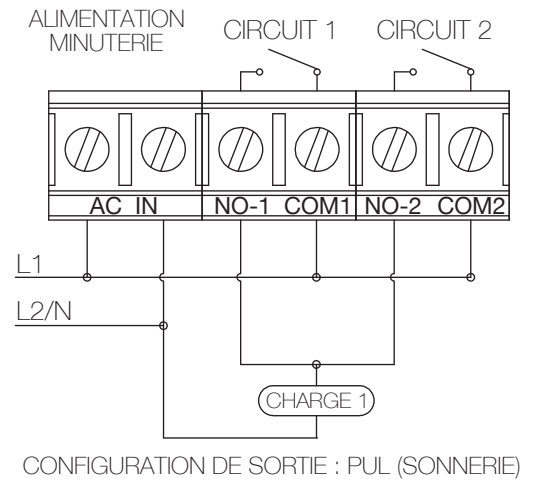 ALIMENTATION
MINUTERIE
CIRCUIT 1
CIRCUIT 2
AC IN
NO-1
COM1
NO-2
COM2
L1
L2/N
CHARGE 1
CONFIGURATION DE SORTIE : PUL (SONNERIE)